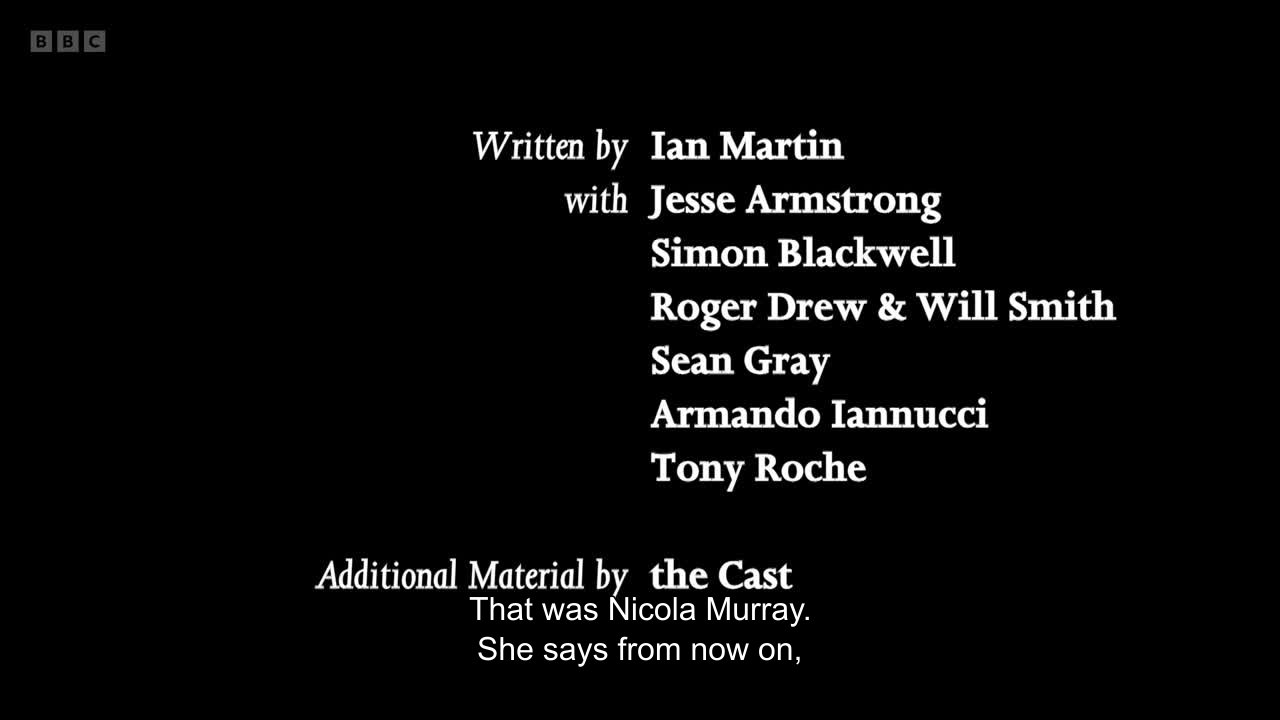 BBC
Written by Ian Martin
with Jesse Armstrong
Simon Blackwell
Roger Drew & Will Smith
Sean Gray
Armando Iannucci
Tony Roche
Additional Material by the Cast
That was Nicola Murray.
She says from now on,